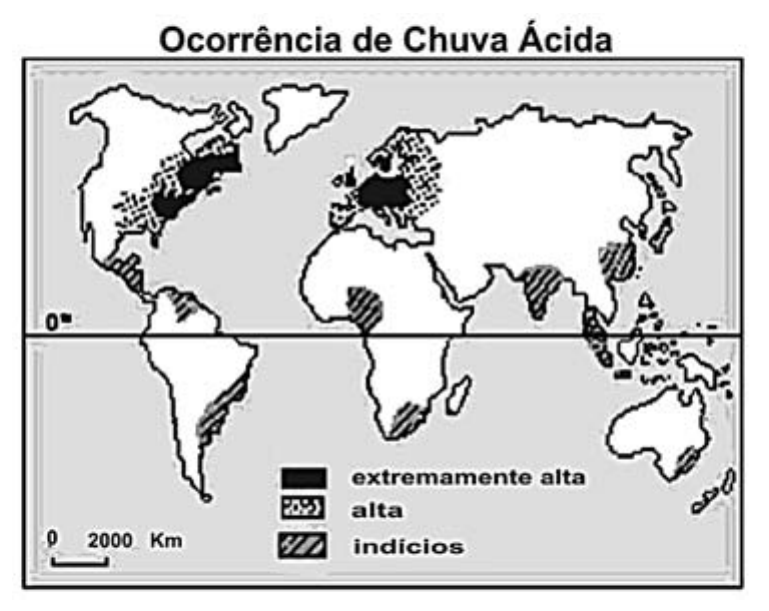 Ocorrência de Chuva Ácida
0°
extremamente alta
alta
indícios
0 2000 Km